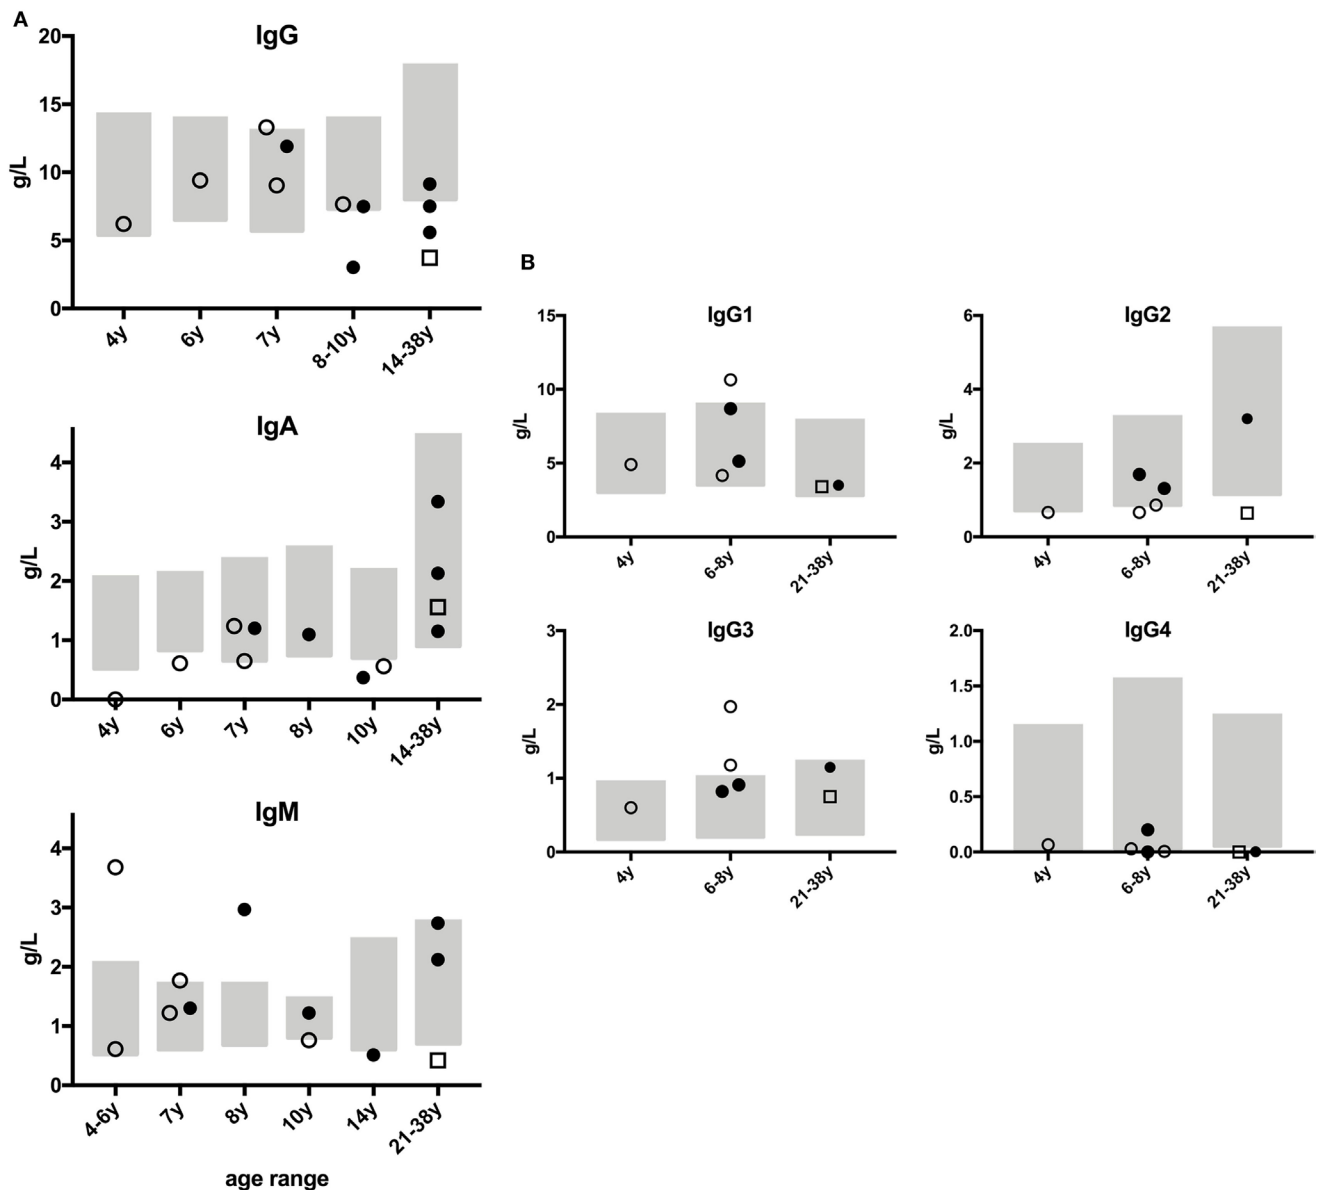 A
IgG
20
15
10
5
0
g/L
4y
6y
7y
8-10y
14-38y
IgA
4
3
2
1
0
g/L
4y
6y
7y
8y
10y
14-38y
IgM
4
3
2
1
0
g/L
4-6y
7y
8y
10y
14y
21-38y
age range
B
IgG1
15
10
5
0
g/L
4y
6-8y
21-38y
IgG2
6
4
2
0
g/L
4y
6-8y
21-38y
IgG3
3
2
1
0
g/L
4y
6-8y
21-38y
IgG4
2.0
1.5
1.0
0.5
0.0
g/L
4y
6-8y
21-38y